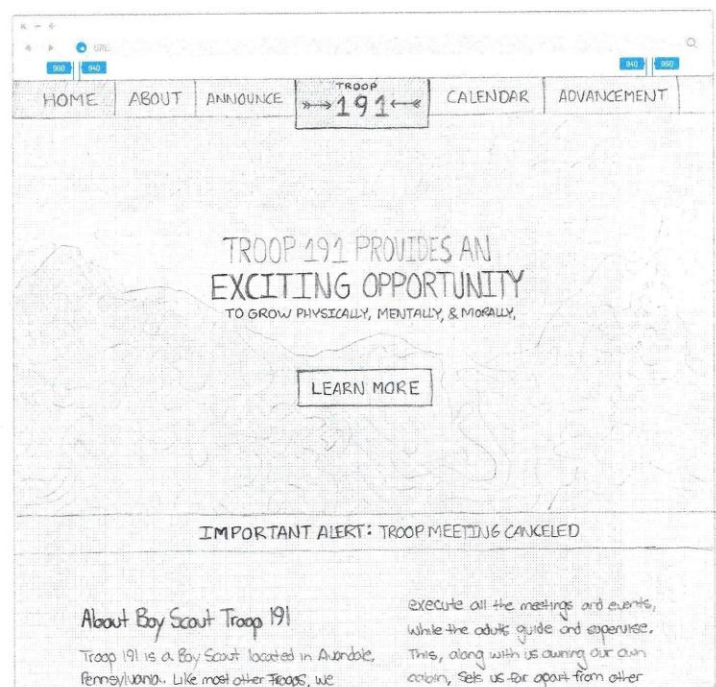 URL
960 940 940 960
HOME ABOUT ANNOUNCE TROOP CALENDAR ADVANCEMENT
191
TROOP 191 PROVIDES AN
EXCITING OPPORTUNITY
TO GROW PHYSICALLY, MENTALLY, & MORALLY.
LEARN MORE
IMPORTANT ALERT: TROOP MEETING CANCELED
About Boy Scout Troop 191
Troop 191 is a Boy Scout located in Avondale,
Pennsylvania. Like most other Troops, we
execute all the meetings and events,
while the adults guide and supervise.
This, along with us owning our own
cabin, sets us far apart from other